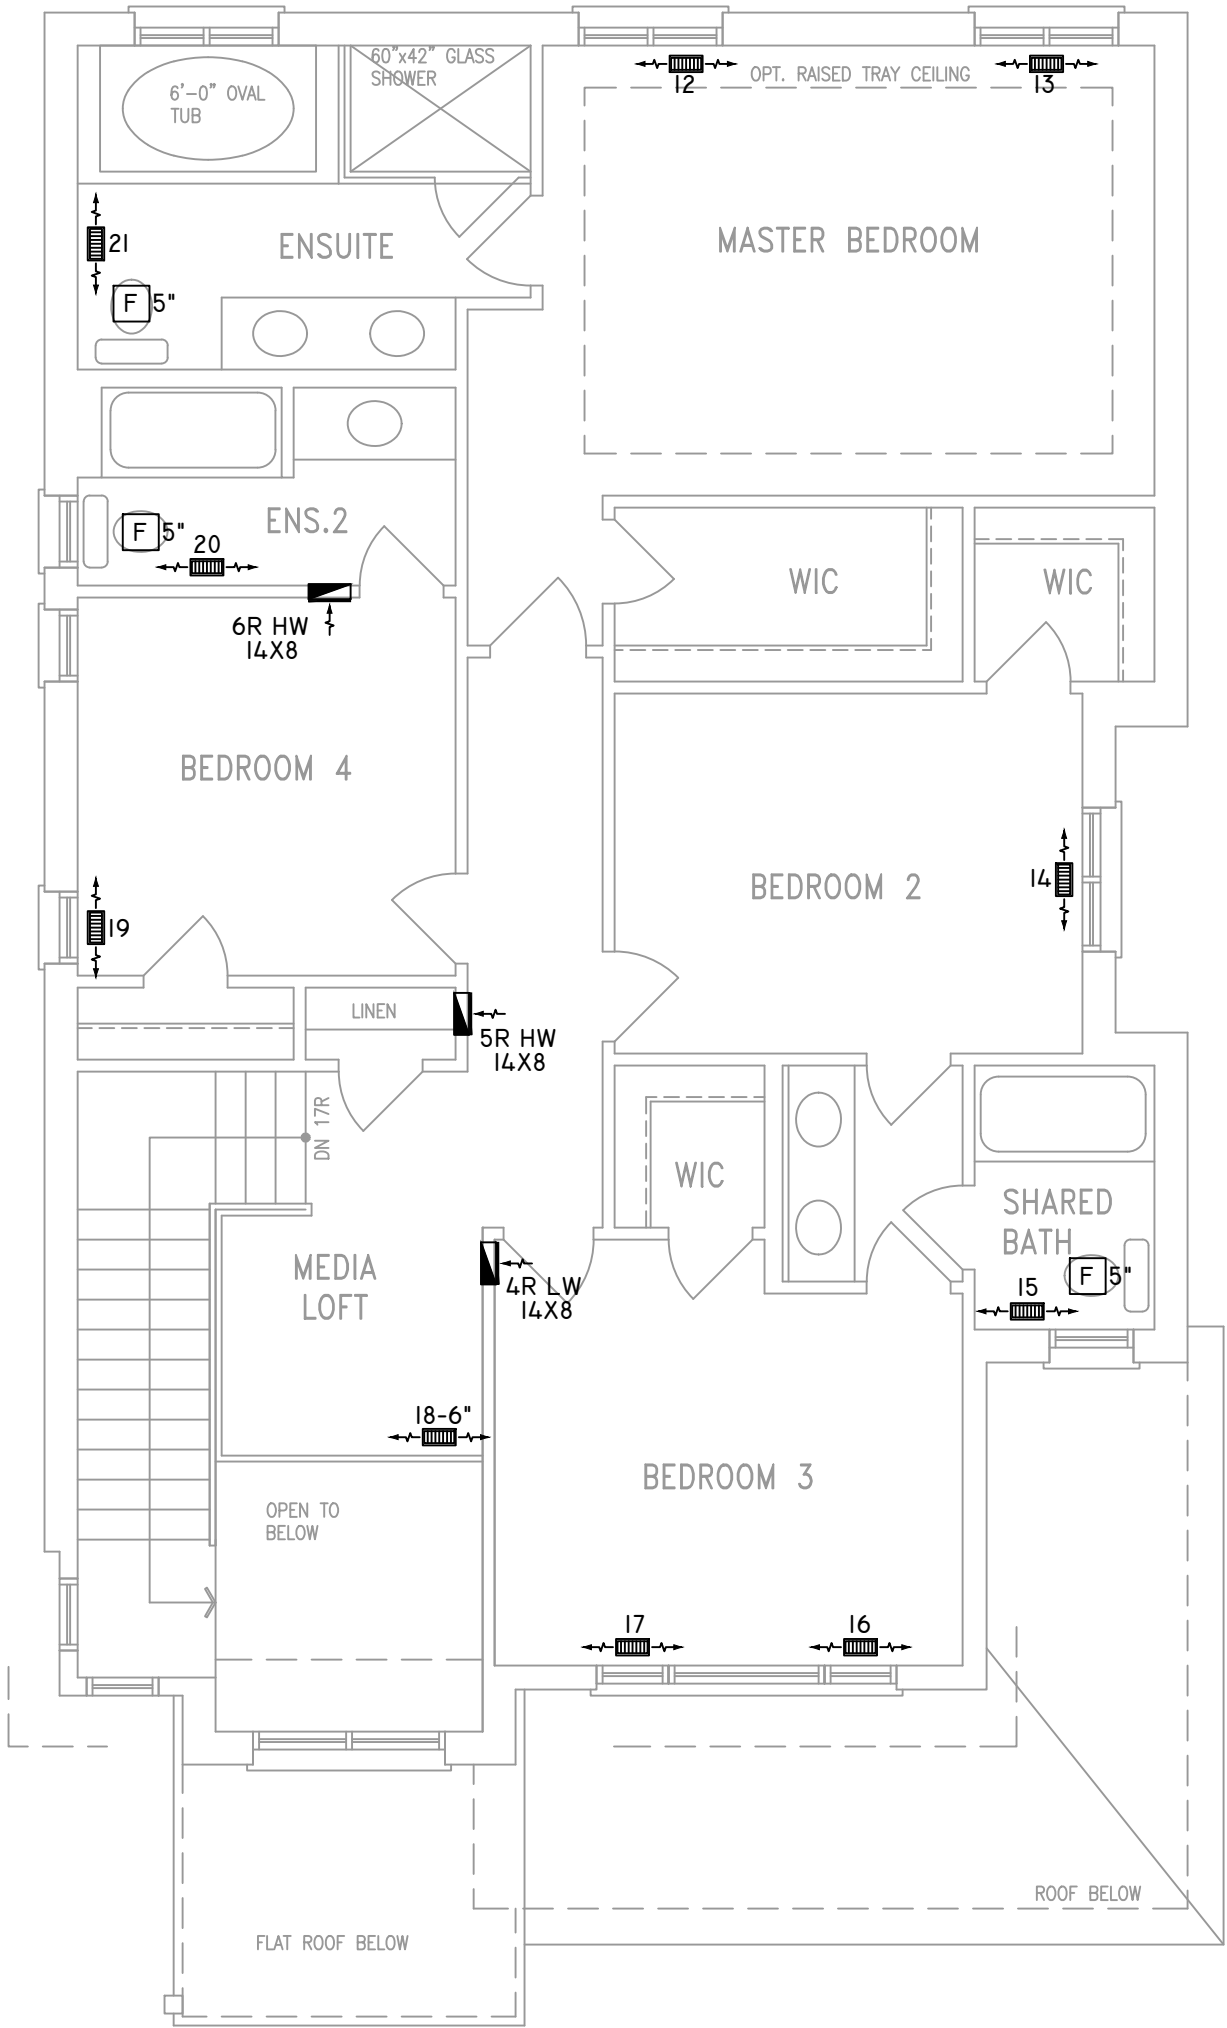 60"x42" GLASS
SHOWER
6'-0" OVAL
TUB
12
OPT. RAISED TRAY CEILING
13
21
ENSUITE
MASTER BEDROOM
F 5"
F 5"
ENS.2
20
WIC
WIC
6R HW
14X8
BEDROOM 4
BEDROOM 2
14
19
LINEN
5R HW
14X8
DN 17R
WIC
SHARED
BATH
F 5"
MEDIA
LOFT
4R LW
14X8
15
18-6"
BEDROOM 3
OPEN TO
BELOW
17
16
ROOF BELOW
FLAT ROOF BELOW